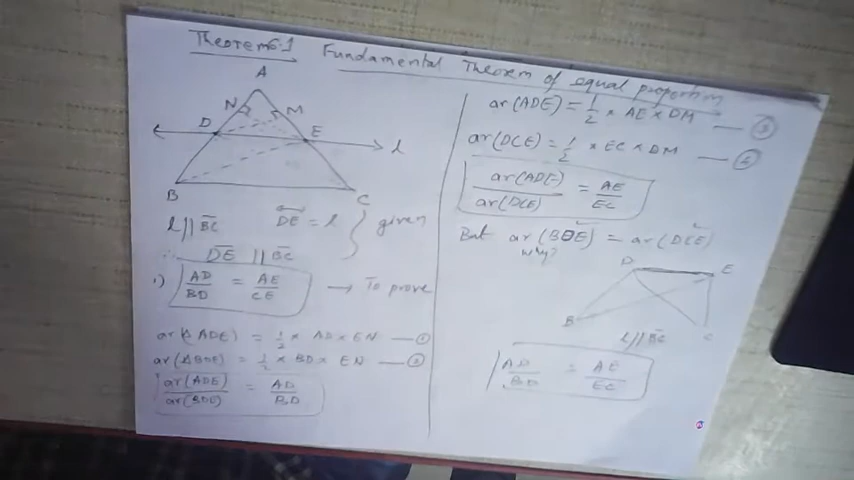 Theorem 6.1 Fundamental Theorem of equal proportion
A
N M
D E l
B C
l || BC DE = l } given
∴ DE || BC
1) AD/BD = AE/CE → To prove
ar(Δ ADE) = 1/2 × AD × EN — ①
ar(Δ BDE) = 1/2 × BD × EN — ②
ar(ADE)/ar(BDE) = AD/BD
ar(ADE) = 1/2 × AE × DM — ③
ar(DCE) = 1/2 × EC × DM — ④
ar(ADE)/ar(DCE) = AE/EC
But ar(BDE) = ar(DCE)
why?
D E
B C
l || BC
AD/BD = AE/EC